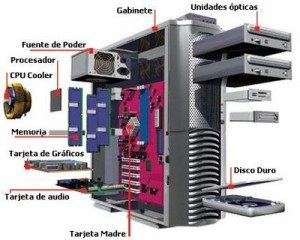 Gabinete
Unidades ópticas
Fuente de Poder
Procesador
CPU Cooler
Memoria
Tarjeta de Gráficos
Disco Duro
Tarjeta de audio
Tarjeta Madre